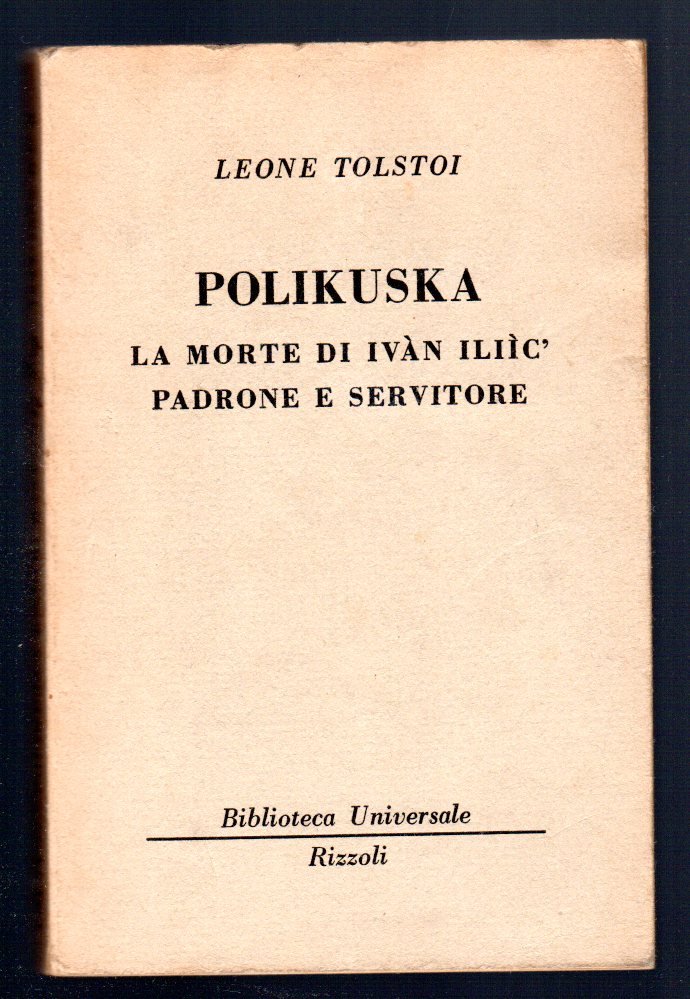 LEONE TOLSTOI
POLIKUSKA
LA MORTE DI IVÀN ILIÌC'
PADRONE E SERVITORE
Biblioteca Universale
Rizzoli